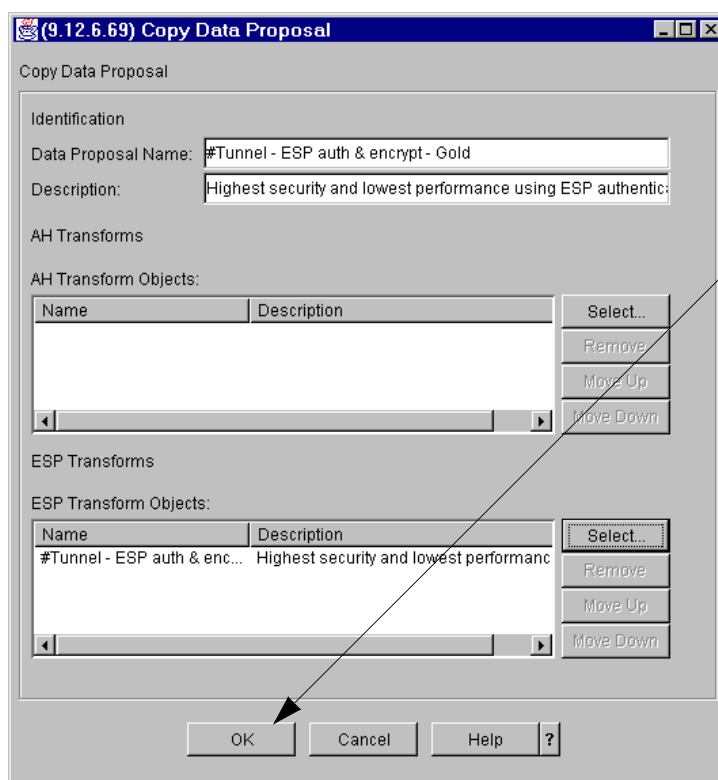 (9.12.6.69) Copy Data Proposal
Copy Data Proposal
Identification
Data Proposal Name: #Tunnel - ESP auth & encrypt - Gold
Description: Highest security and lowest performance using ESP authentic
AH Transforms
AH Transform Objects:
Name Description Select...
Remove
Move Up
Move Down
ESP Transforms
ESP Transform Objects:
Name Description Select...
#Tunnel - ESP auth & enc... Highest security and lowest performanc
Remove
Move Up
Move Down
OK Cancel Help ?